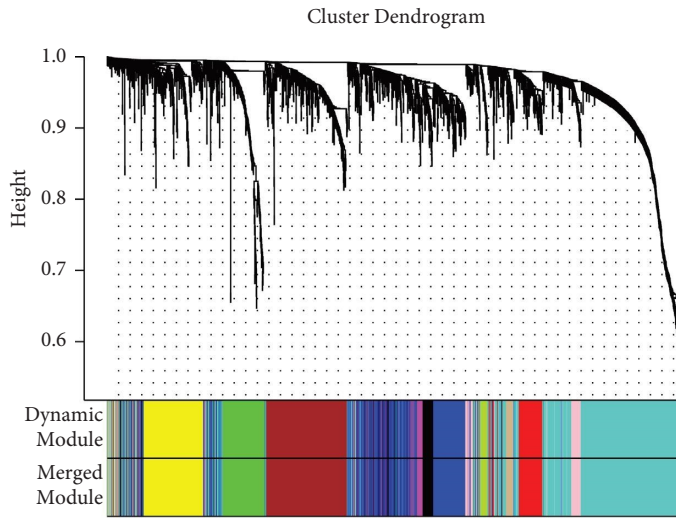 Cluster Dendrogram
1.0
0.9
0.8
0.7
0.6
Height
Dynamic
Module
Merged
Module